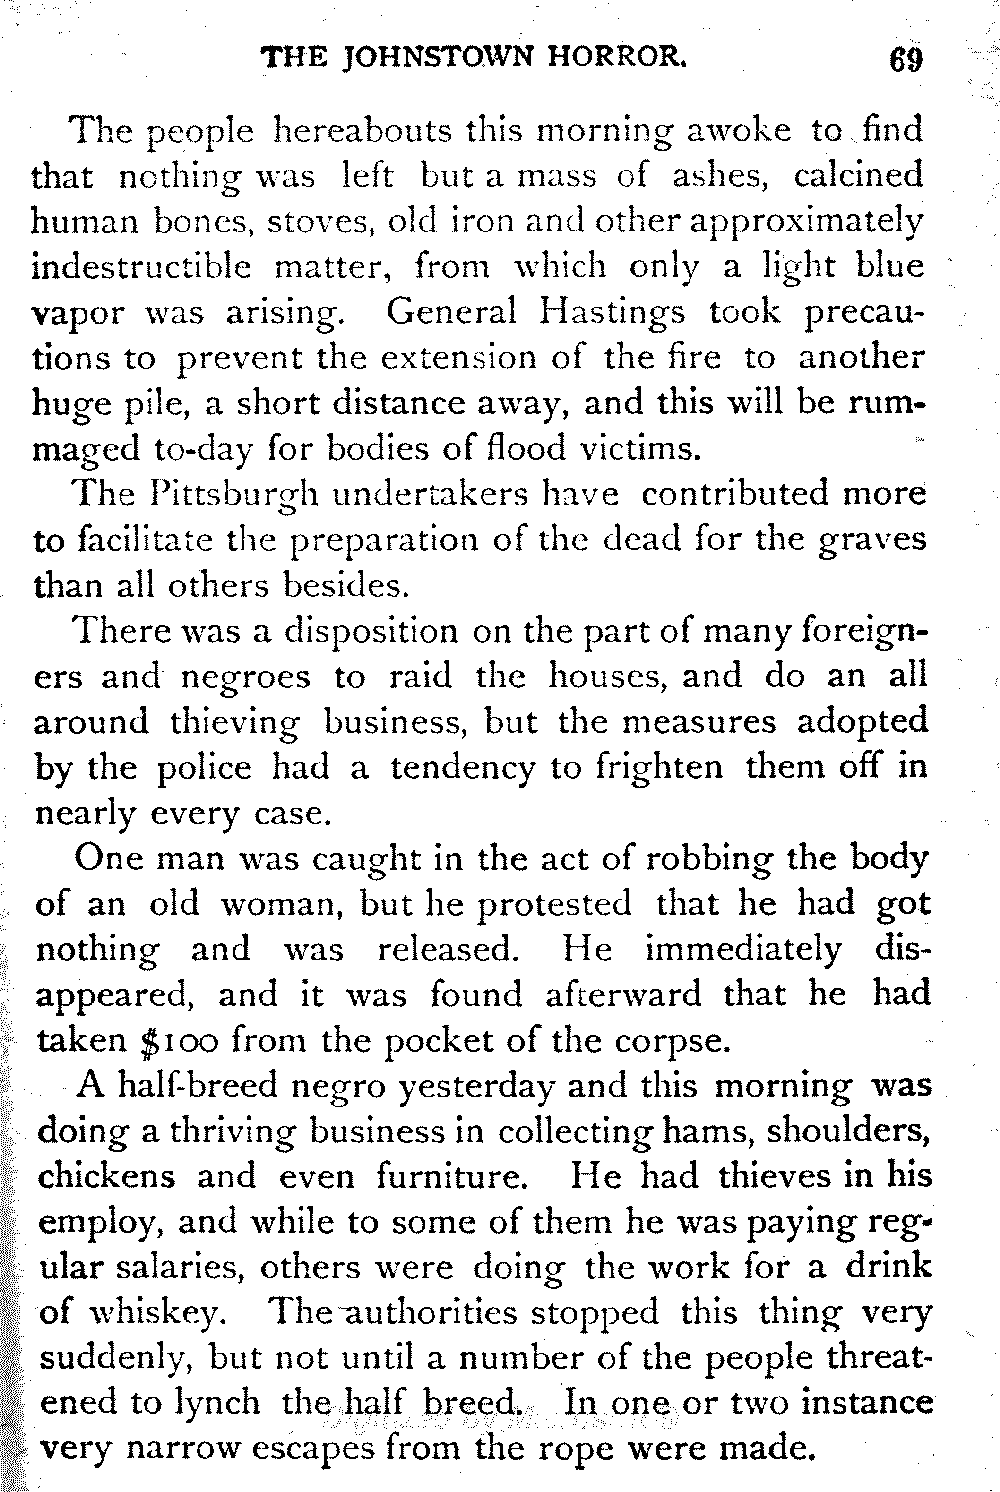 THE JOHNSTOWN HORROR. 69
The people hereabouts this morning awoke to find
that nothing was left but a mass of ashes, calcined
human bones, stoves, old iron and other approximately
indestructible matter, from which only a light blue
vapor was arising. General Hastings took precau-
tions to prevent the extension of the fire to another
huge pile, a short distance away, and this will be rum-
maged to-day for bodies of flood victims.
The Pittsburgh undertakers have contributed more
to facilitate the preparation of the dead for the graves
than all others besides.
There was a disposition on the part of many foreign-
ers and negroes to raid the houses, and do an all
around thieving business, but the measures adopted
by the police had a tendency to frighten them off in
nearly every case.
One man was caught in the act of robbing the body
of an old woman, but he protested that he had got
nothing and was released. He immediately dis-
appeared, and it was found afterward that he had
taken $100 from the pocket of the corpse.
A half-breed negro yesterday and this morning was
doing a thriving business in collecting hams, shoulders,
chickens and even furniture. He had thieves in his
employ, and while to some of them he was paying reg-
ular salaries, others were doing the work for a drink
of whiskey. The authorities stopped this thing very
suddenly, but not until a number of the people threat-
ened to lynch the half breed. In one or two instance
very narrow escapes from the rope were made.